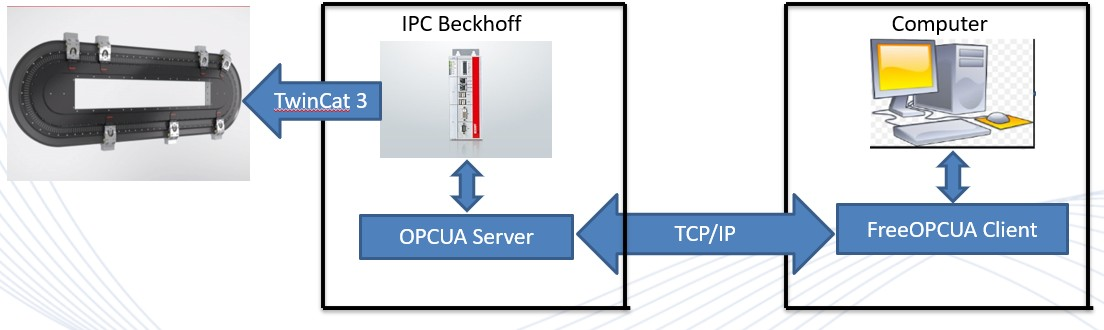 IPC Beckhoff
Computer
TwinCat 3
OPCUA Server
TCP/IP
FreeOPCUA Client